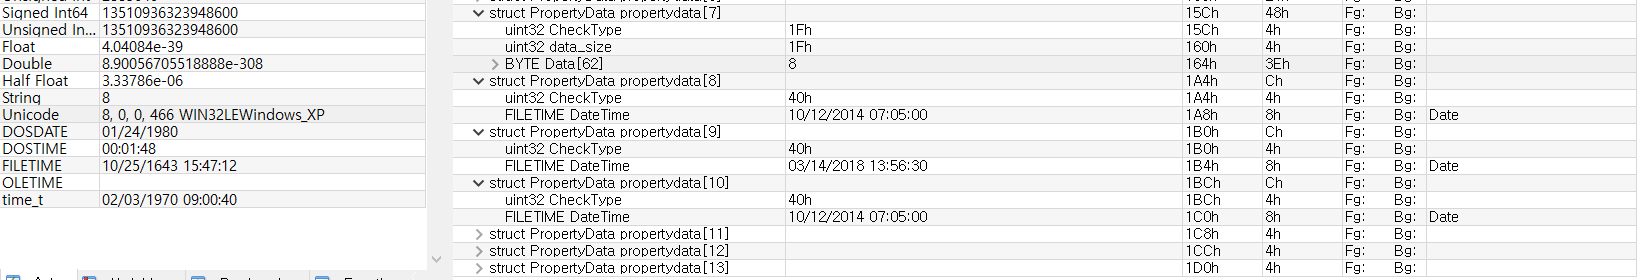 Signed Int64 13510936323948600
Unsigned In... 13510936323948600
Float 4.04084e-39
Double 8.90056705518888e-308
Half Float 3.33786e-06
String 8
Unicode 8, 0, 0, 466 WIN32LEWindows_XP
DOSDATE 01/24/1980
DOSTIME 00:01:48
FILETIME 10/25/1643 15:47:12
OLETIME
time_t 02/03/1970 09:00:40
struct PropertyData propertydata[7] 15Ch 48h Fg: Bg:
uint32 CheckType 1Fh 15Ch 4h Fg: Bg:
uint32 data_size 1Fh 160h 4h Fg: Bg:
BYTE Data[62] 8 164h 3Eh Fg: Bg:
struct PropertyData propertydata[8] 1A4h Ch Fg: Bg:
uint32 CheckType 40h 1A4h 4h Fg: Bg:
FILETIME DateTime 10/12/2014 07:05:00 1A8h 8h Fg: Bg: Date
struct PropertyData propertydata[9] 1B0h Ch Fg: Bg:
uint32 CheckType 40h 1B0h 4h Fg: Bg:
FILETIME DateTime 03/14/2018 13:56:30 1B4h 8h Fg: Bg: Date
struct PropertyData propertydata[10] 1BCh Ch Fg: Bg:
uint32 CheckType 40h 1BCh 4h Fg: Bg:
FILETIME DateTime 10/12/2014 07:05:00 1C0h 8h Fg: Bg: Date
struct PropertyData propertydata[11] 1C8h 4h Fg: Bg:
struct PropertyData propertydata[12] 1CCh 4h Fg: Bg:
struct PropertyData propertydata[13] 1D0h 4h Fg: Bg: